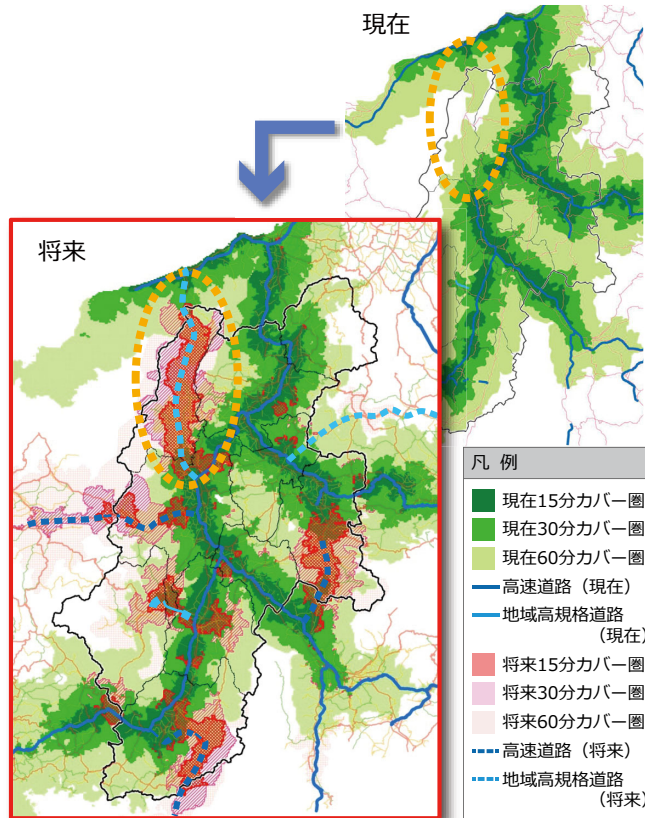 現在
将来
凡 例
現在15分カバー圏
現在30分カバー圏
現在60分カバー圏
高速道路（現在）
地域高規格道路
（現在）
将来15分カバー圏
将来30分カバー圏
将来60分カバー圏
高速道路（将来）
地域高規格道路
（将来）